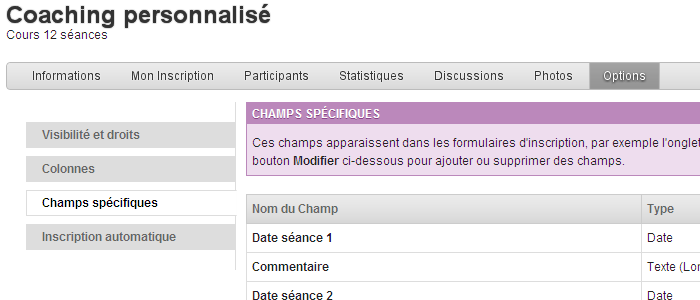 Coaching personnalisé
Cours 12 séances
Informations Mon Inscription Participants Statistiques Discussions Photos Options
Visibilité et droits
Colonnes
Champs spécifiques
Inscription automatique
CHAMPS SPÉCIFIQUES
Ces champs apparaissent dans les formulaires d'inscription, par exemple l'onglet
bouton Modifier ci-dessous pour ajouter ou supprimer des champs.
Nom du Champ Type
Date séance 1 Date
Commentaire Texte (Lon
Date séance 2 Date